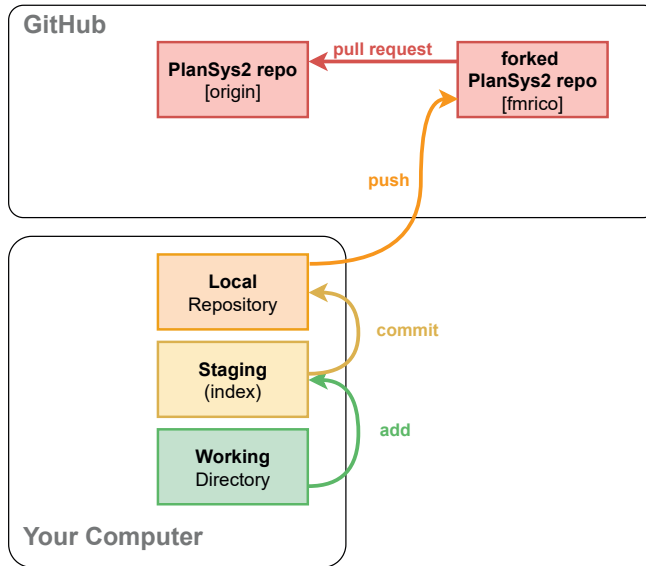 GitHub
PlanSys2 repo
[origin]
pull request
forked
PlanSys2 repo
[fmrico]
push
Local
Repository
commit
Staging
(index)
add
Working
Directory
Your Computer